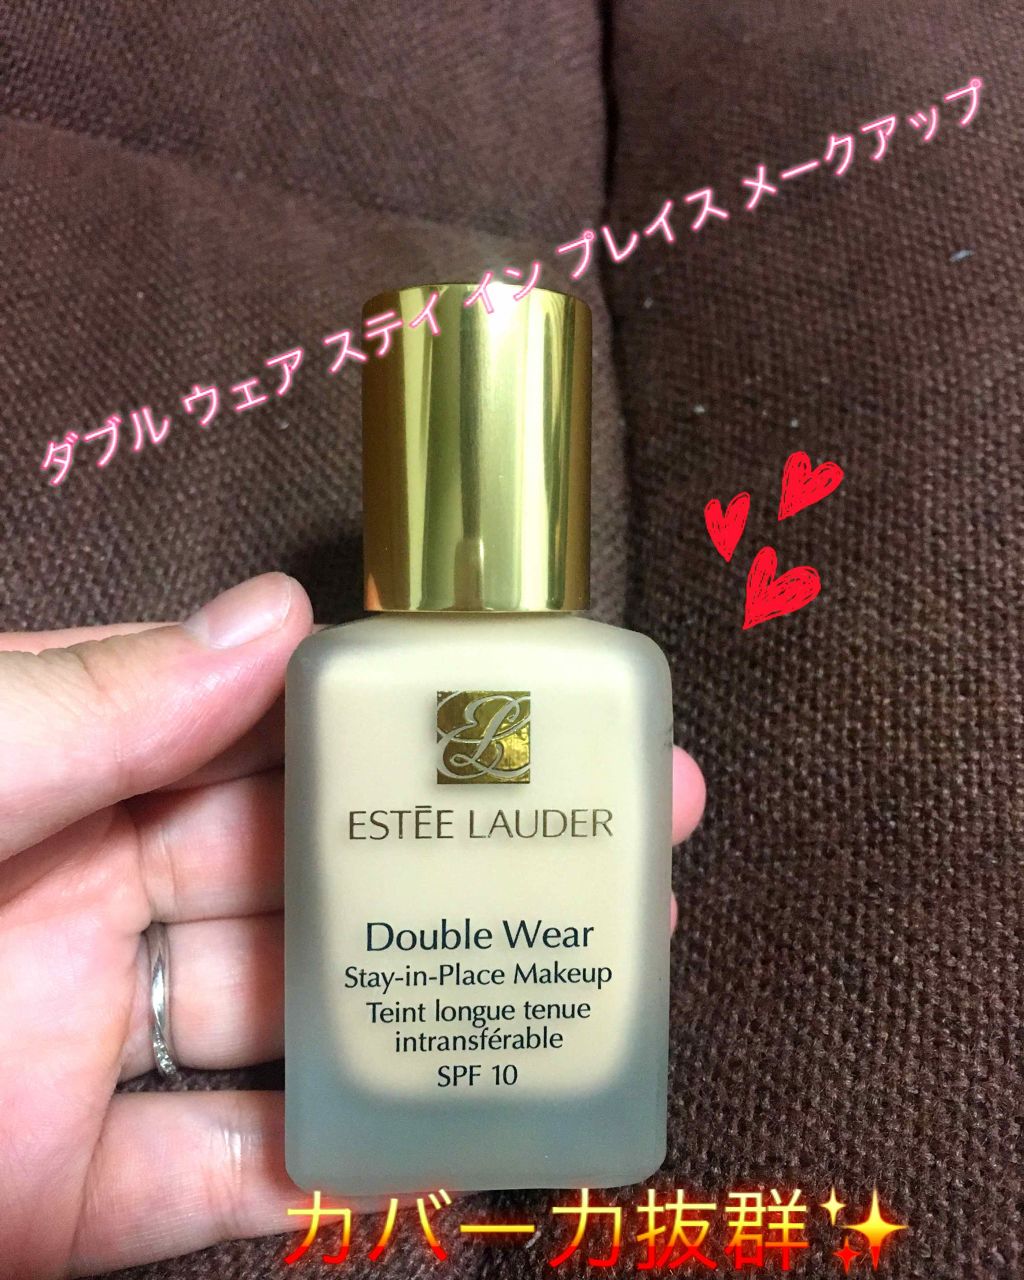 ダブル ウェア ステイ イン プレイス メークアップ
ESTĒE LAUDER
Double Wear
Stay-in-Place Makeup
Teint longue tenue
intransférable
SPF 10
カバー力抜群✨